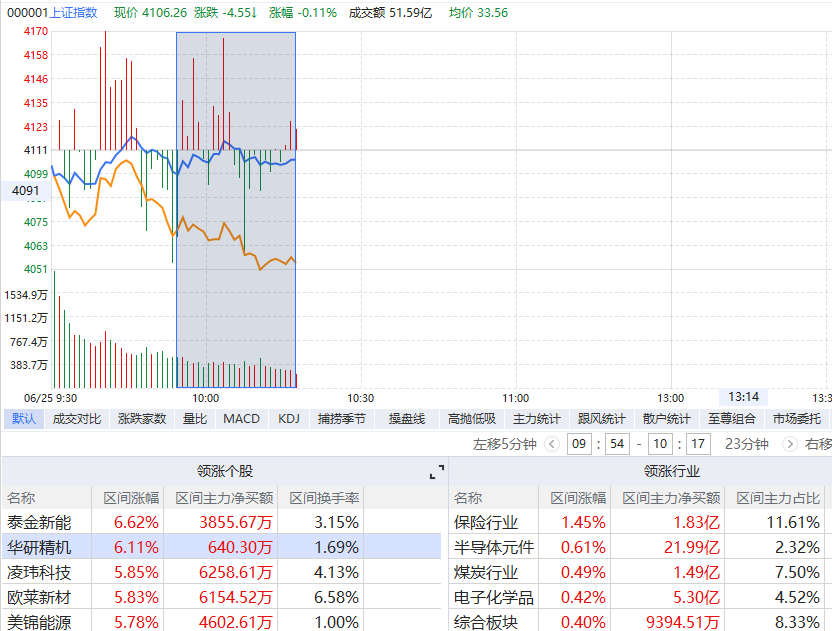 000001上证指数 现价 4106.26 涨跌 -4.55↓ 涨幅 -0.11% 成交额 51.59亿 均价 33.56
4170
4158
4146
4135
4123
4111
4099
4091
4075
4063
4051
1534.9万
1151.2万
767.4万
383.7万
06/25 9:30 10:00 10:30 11:00 13:00 13:14 13:3
默认 成交对比 涨跌家数 量比 MACD KDJ 捕捞季节 操盘线 高抛低吸 主力统计 跟风统计 散户统计 至尊组合 市场委托
左移5分钟 09 : 54 - 10 : 17 23分钟 右移
领涨个股 领涨行业
名称 区间涨幅 区间主力净买额 区间换手率 名称 区间涨幅 区间主力净买额 区间主力占比
泰金新能 6.62% 3855.67万 3.15% 保险行业 1.45% 1.83亿 11.61%
华研精机 6.11% 640.30万 1.69% 半导体元件 0.61% 21.99亿 2.32%
凌玮科技 5.85% 6258.61万 4.13% 煤炭行业 0.49% 1.49亿 7.50%
欧莱新材 5.83% 6154.52万 6.58% 电子化学品 0.42% 5.30亿 4.52%
美锦能源 5.78% 4602.61万 1.00% 综合板块 0.40% 9394.51万 8.33%